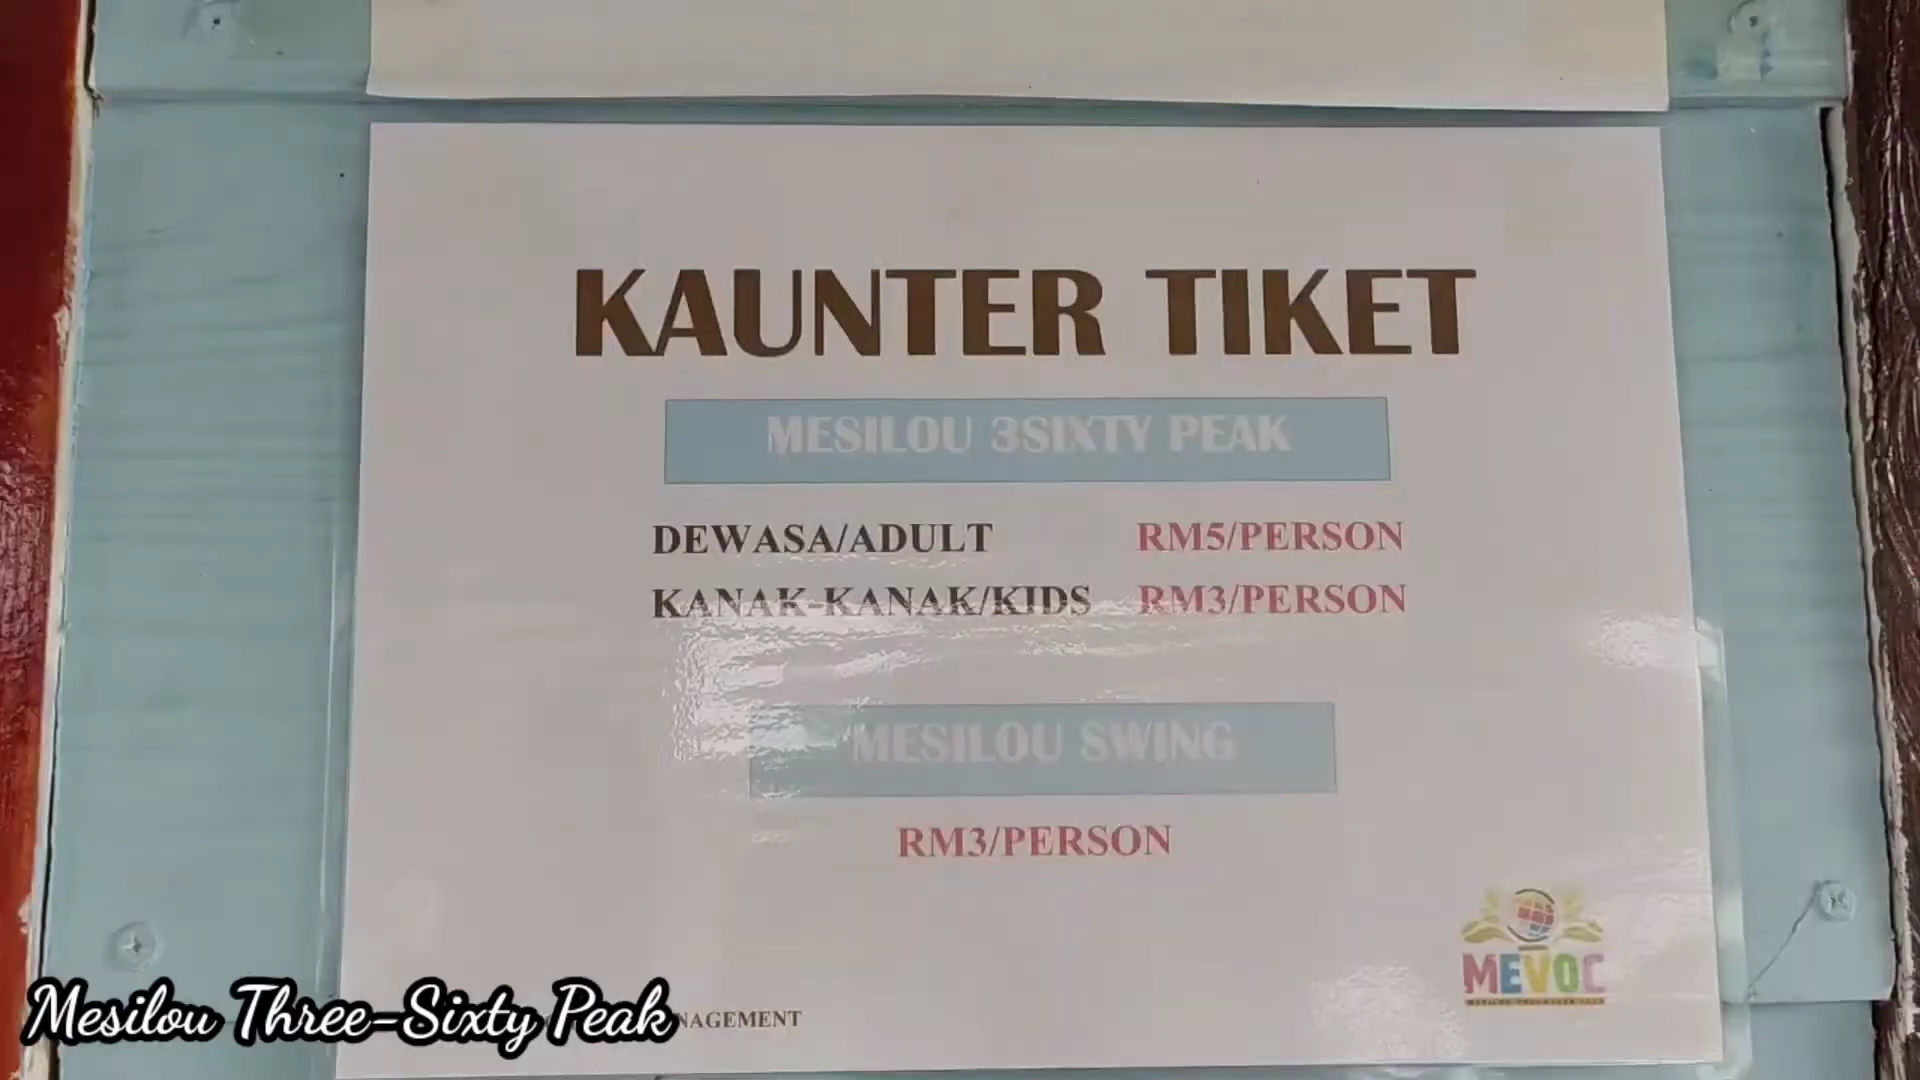 KAUNTER TIKET
MESILOU 3SIXTY PEAK
DEWASA/ADULT RM5/PERSON
KANAK-KANAK/KIDS RM3/PERSON
MESILOU SWING
RM3/PERSON
MEVOC
Mesilou Three-Sixty Peak